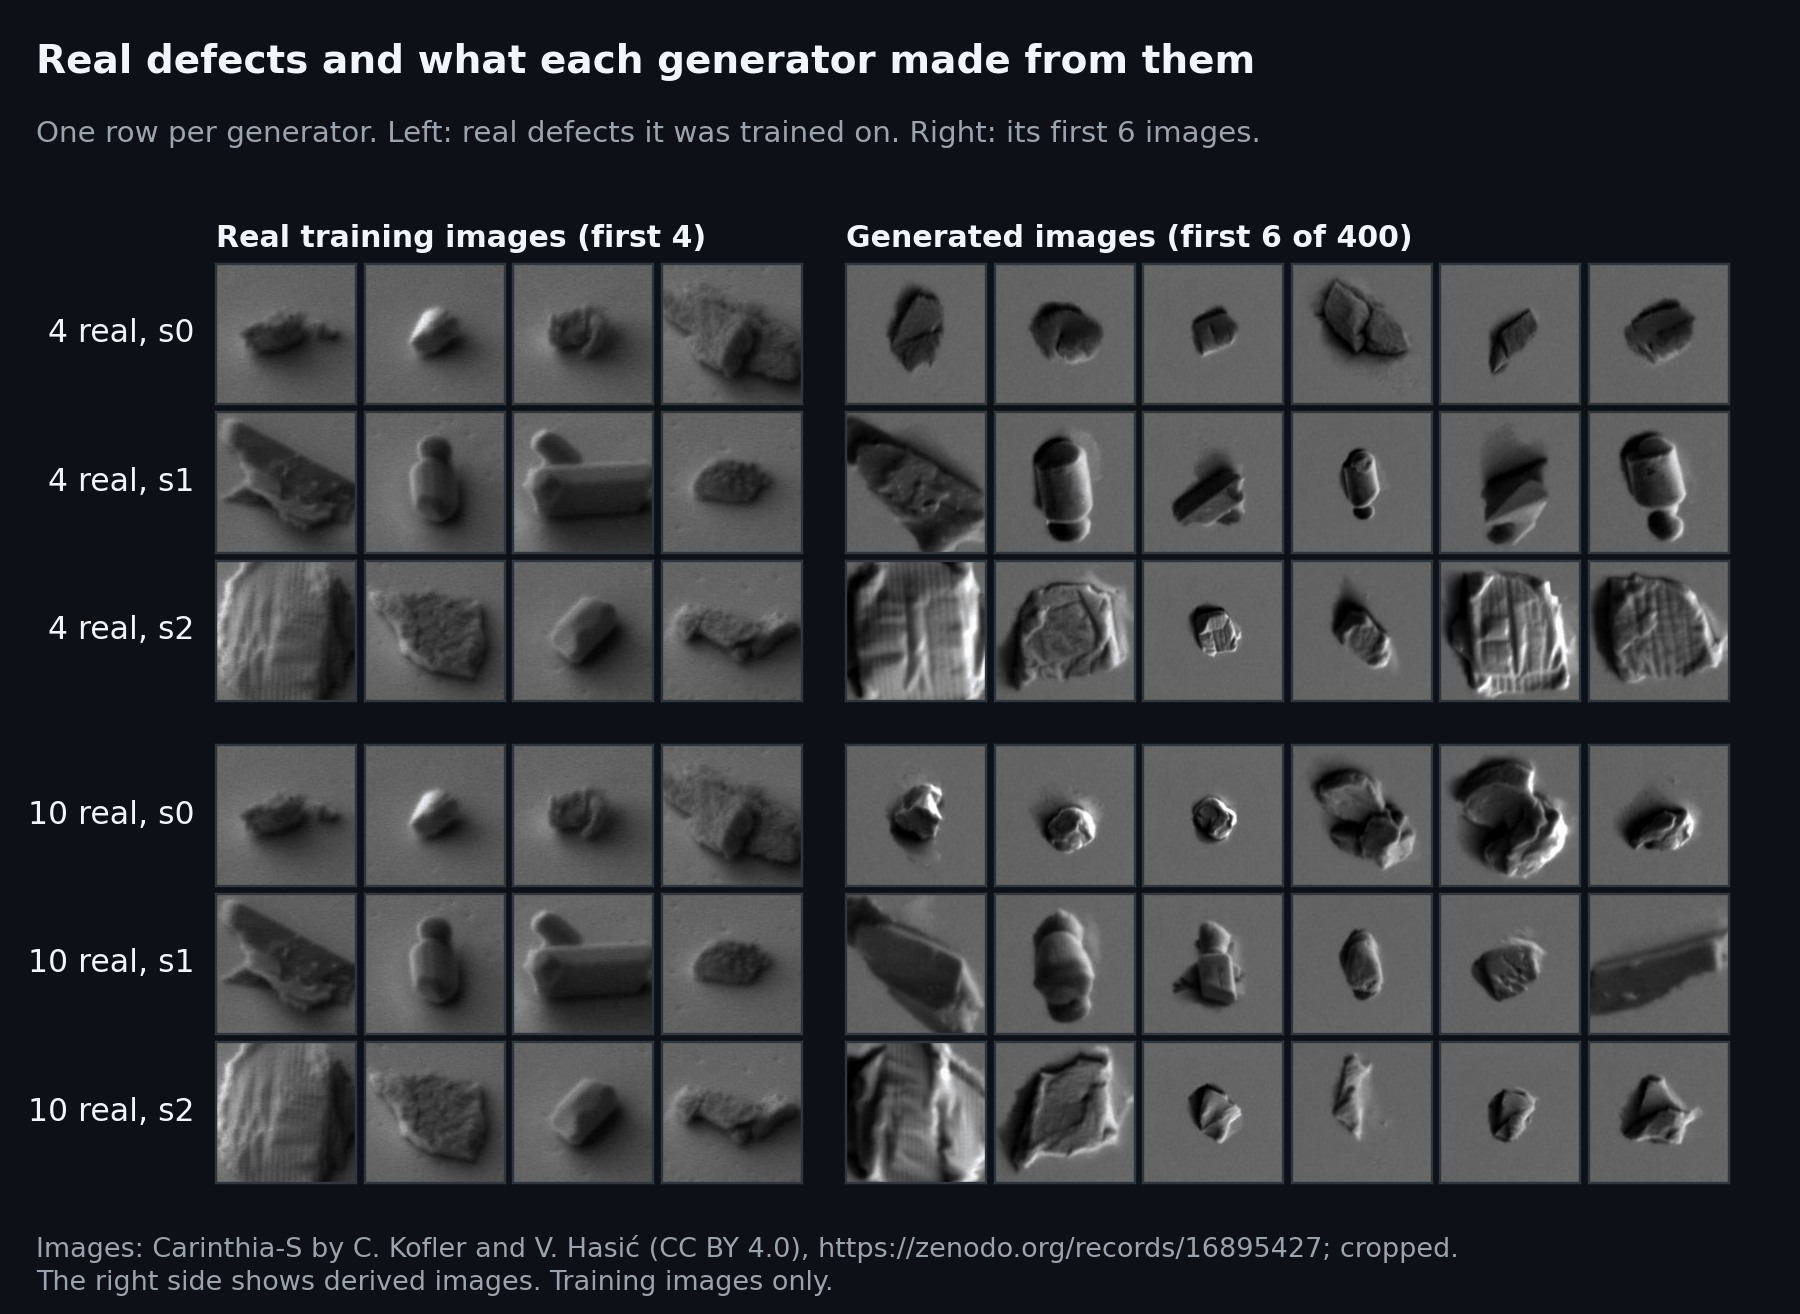 Real defects and what each generator made from them
One row per generator. Left: real defects it was trained on. Right: its first 6 images.
Real training images (first 4)
Generated images (first 6 of 400)
4 real, s0
4 real, s1
4 real, s2
10 real, s0
10 real, s1
10 real, s2
Images: Carinthia-S by C. Kofler and V. Hasić (CC BY 4.0), https://zenodo.org/records/16895427; cropped.
The right side shows derived images. Training images only.